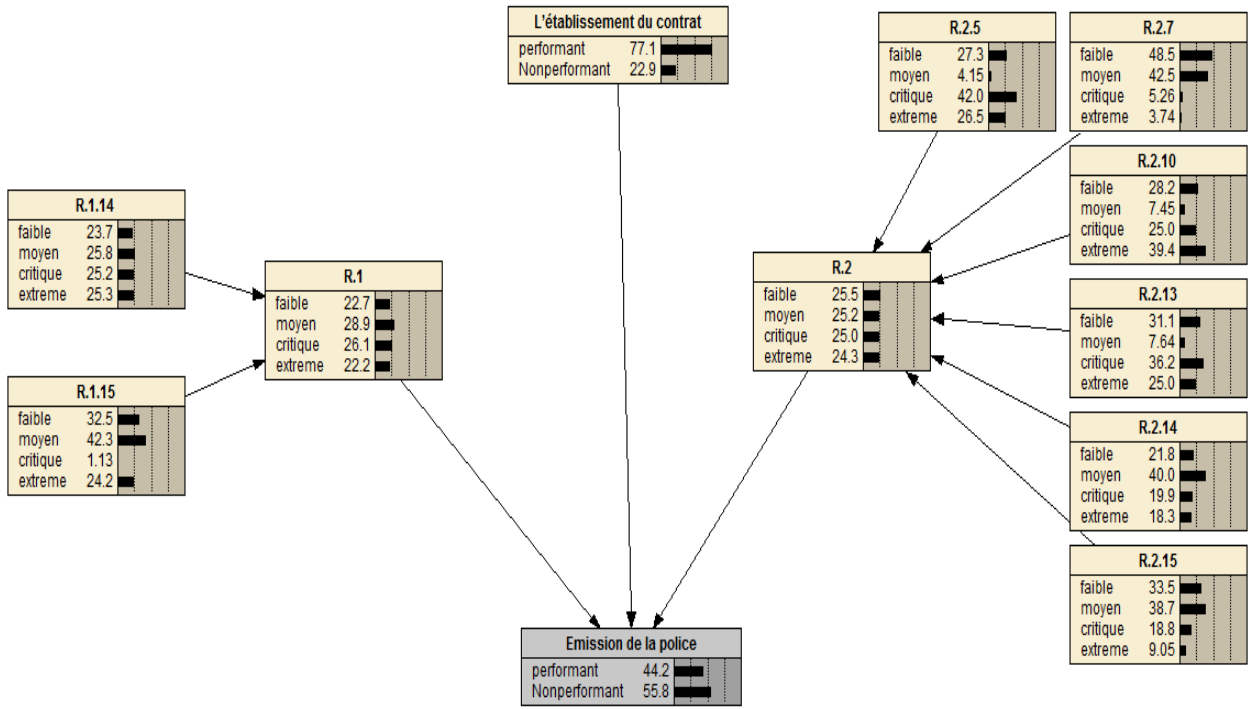 L'établissement du contrat
performant 77.1
Nonperformant 22.9
R.2.5
faible 27.3
moyen 4.15
critique 42.0
extreme 26.5
R.2.7
faible 48.5
moyen 42.5
critique 5.26
extreme 3.74
R.2.10
faible 28.2
moyen 7.45
critique 25.0
extreme 39.4
R.1.14
faible 23.7
moyen 25.8
critique 25.2
extreme 25.3
R.1
faible 22.7
moyen 28.9
critique 26.1
extreme 22.2
R.2
faible 25.5
moyen 25.2
critique 25.0
extreme 24.3
R.2.13
faible 31.1
moyen 7.64
critique 36.2
extreme 25.0
R.1.15
faible 32.5
moyen 42.3
critique 1.13
extreme 24.2
R.2.14
faible 21.8
moyen 40.0
critique 19.9
extreme 18.3
R.2.15
faible 33.5
moyen 38.7
critique 18.8
extreme 9.05
Emission de la police
performant 44.2
Nonperformant 55.8